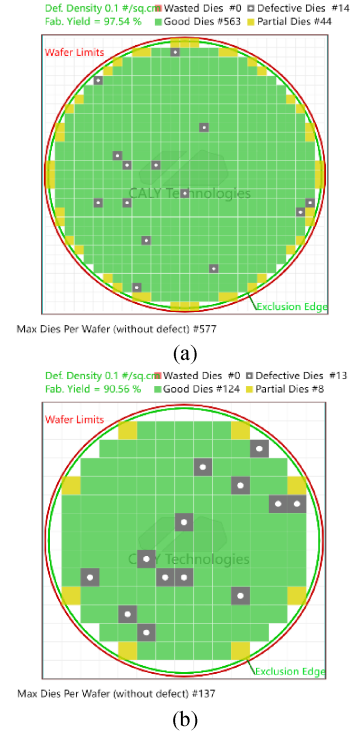 Def. Density 0.1 #/sq.cm Wasted Dies #0 Defective Dies #14
Fab. Yield = 97.54 % Good Dies #563 Partial Dies #44
Wafer Limits
CALY Technologies
Exclusion Edge
Max Dies Per Wafer (without defect) #577
(a)
Def. Density 0.1 #/sq.cm Wasted Dies #0 Defective Dies #13
Fab. Yield = 90.56 % Good Dies #124 Partial Dies #8
Wafer Limits
CALY Technologies
Exclusion Edge
Max Dies Per Wafer (without defect) #137
(b)